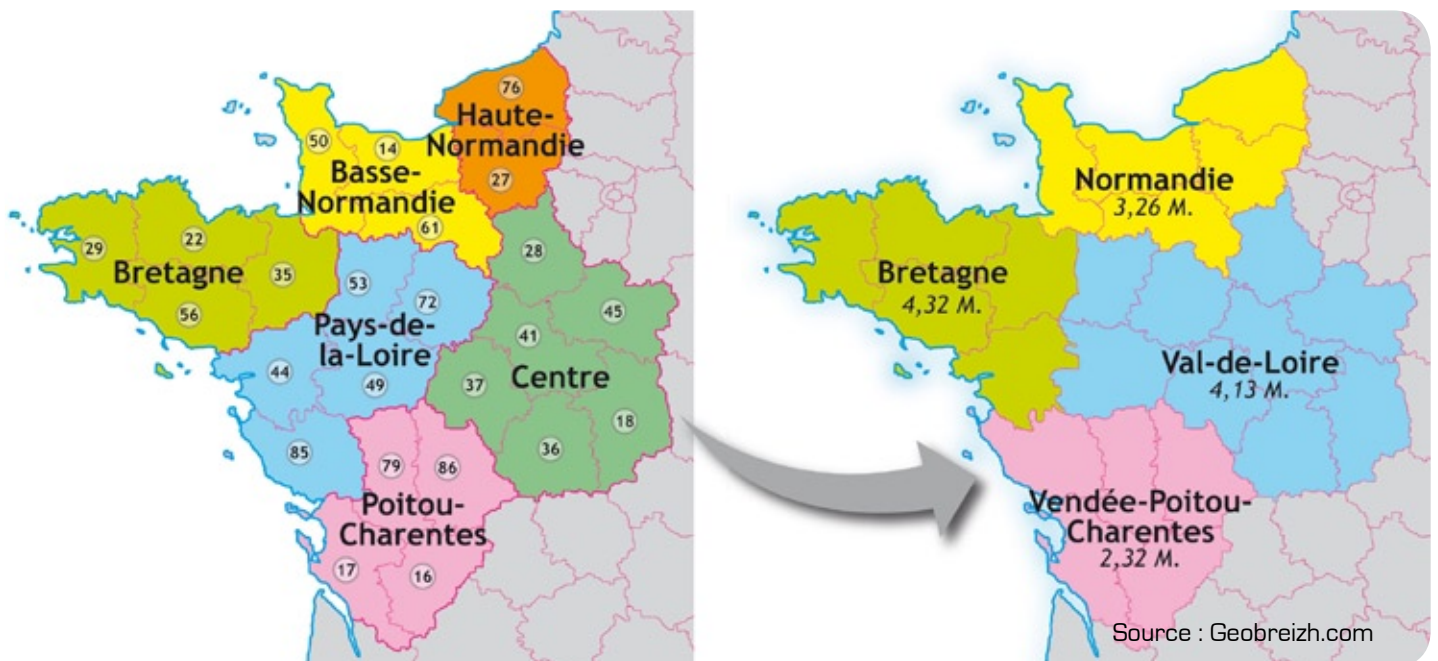 76
Haute-
Normandie
50
14
27
Basse-
Normandie
61
29
22
35
Bretagne
56
53
72
28
45
Pays-de-
la-Loire
41
44
49
37
Centre
18
85
36
79
86
Poitou-
Charentes
17
16
Normandie
3,26 M.
Bretagne
4,32 M.
Val-de-Loire
4,13 M.
Vendée-Poitou-
Charentes
2,32 M.
Source : Geobreizh.com